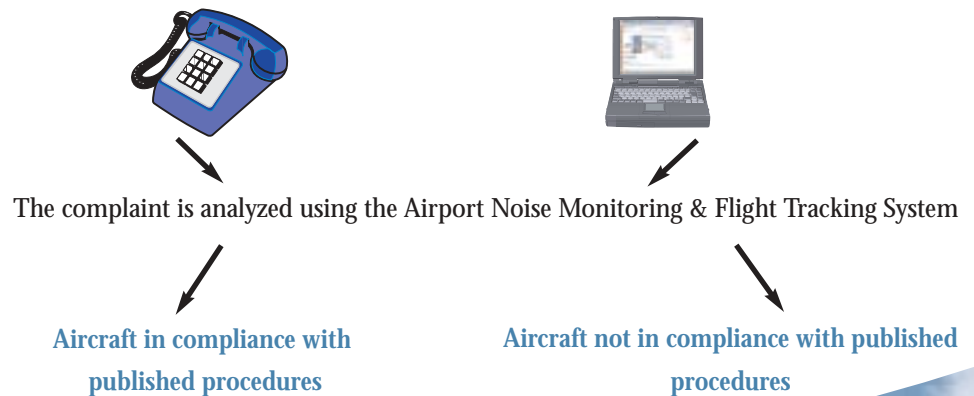 The complaint is analyzed using the Airport Noise Monitoring & Flight Tracking System
Aircraft in compliance with
published procedures
Aircraft not in compliance with published
procedures